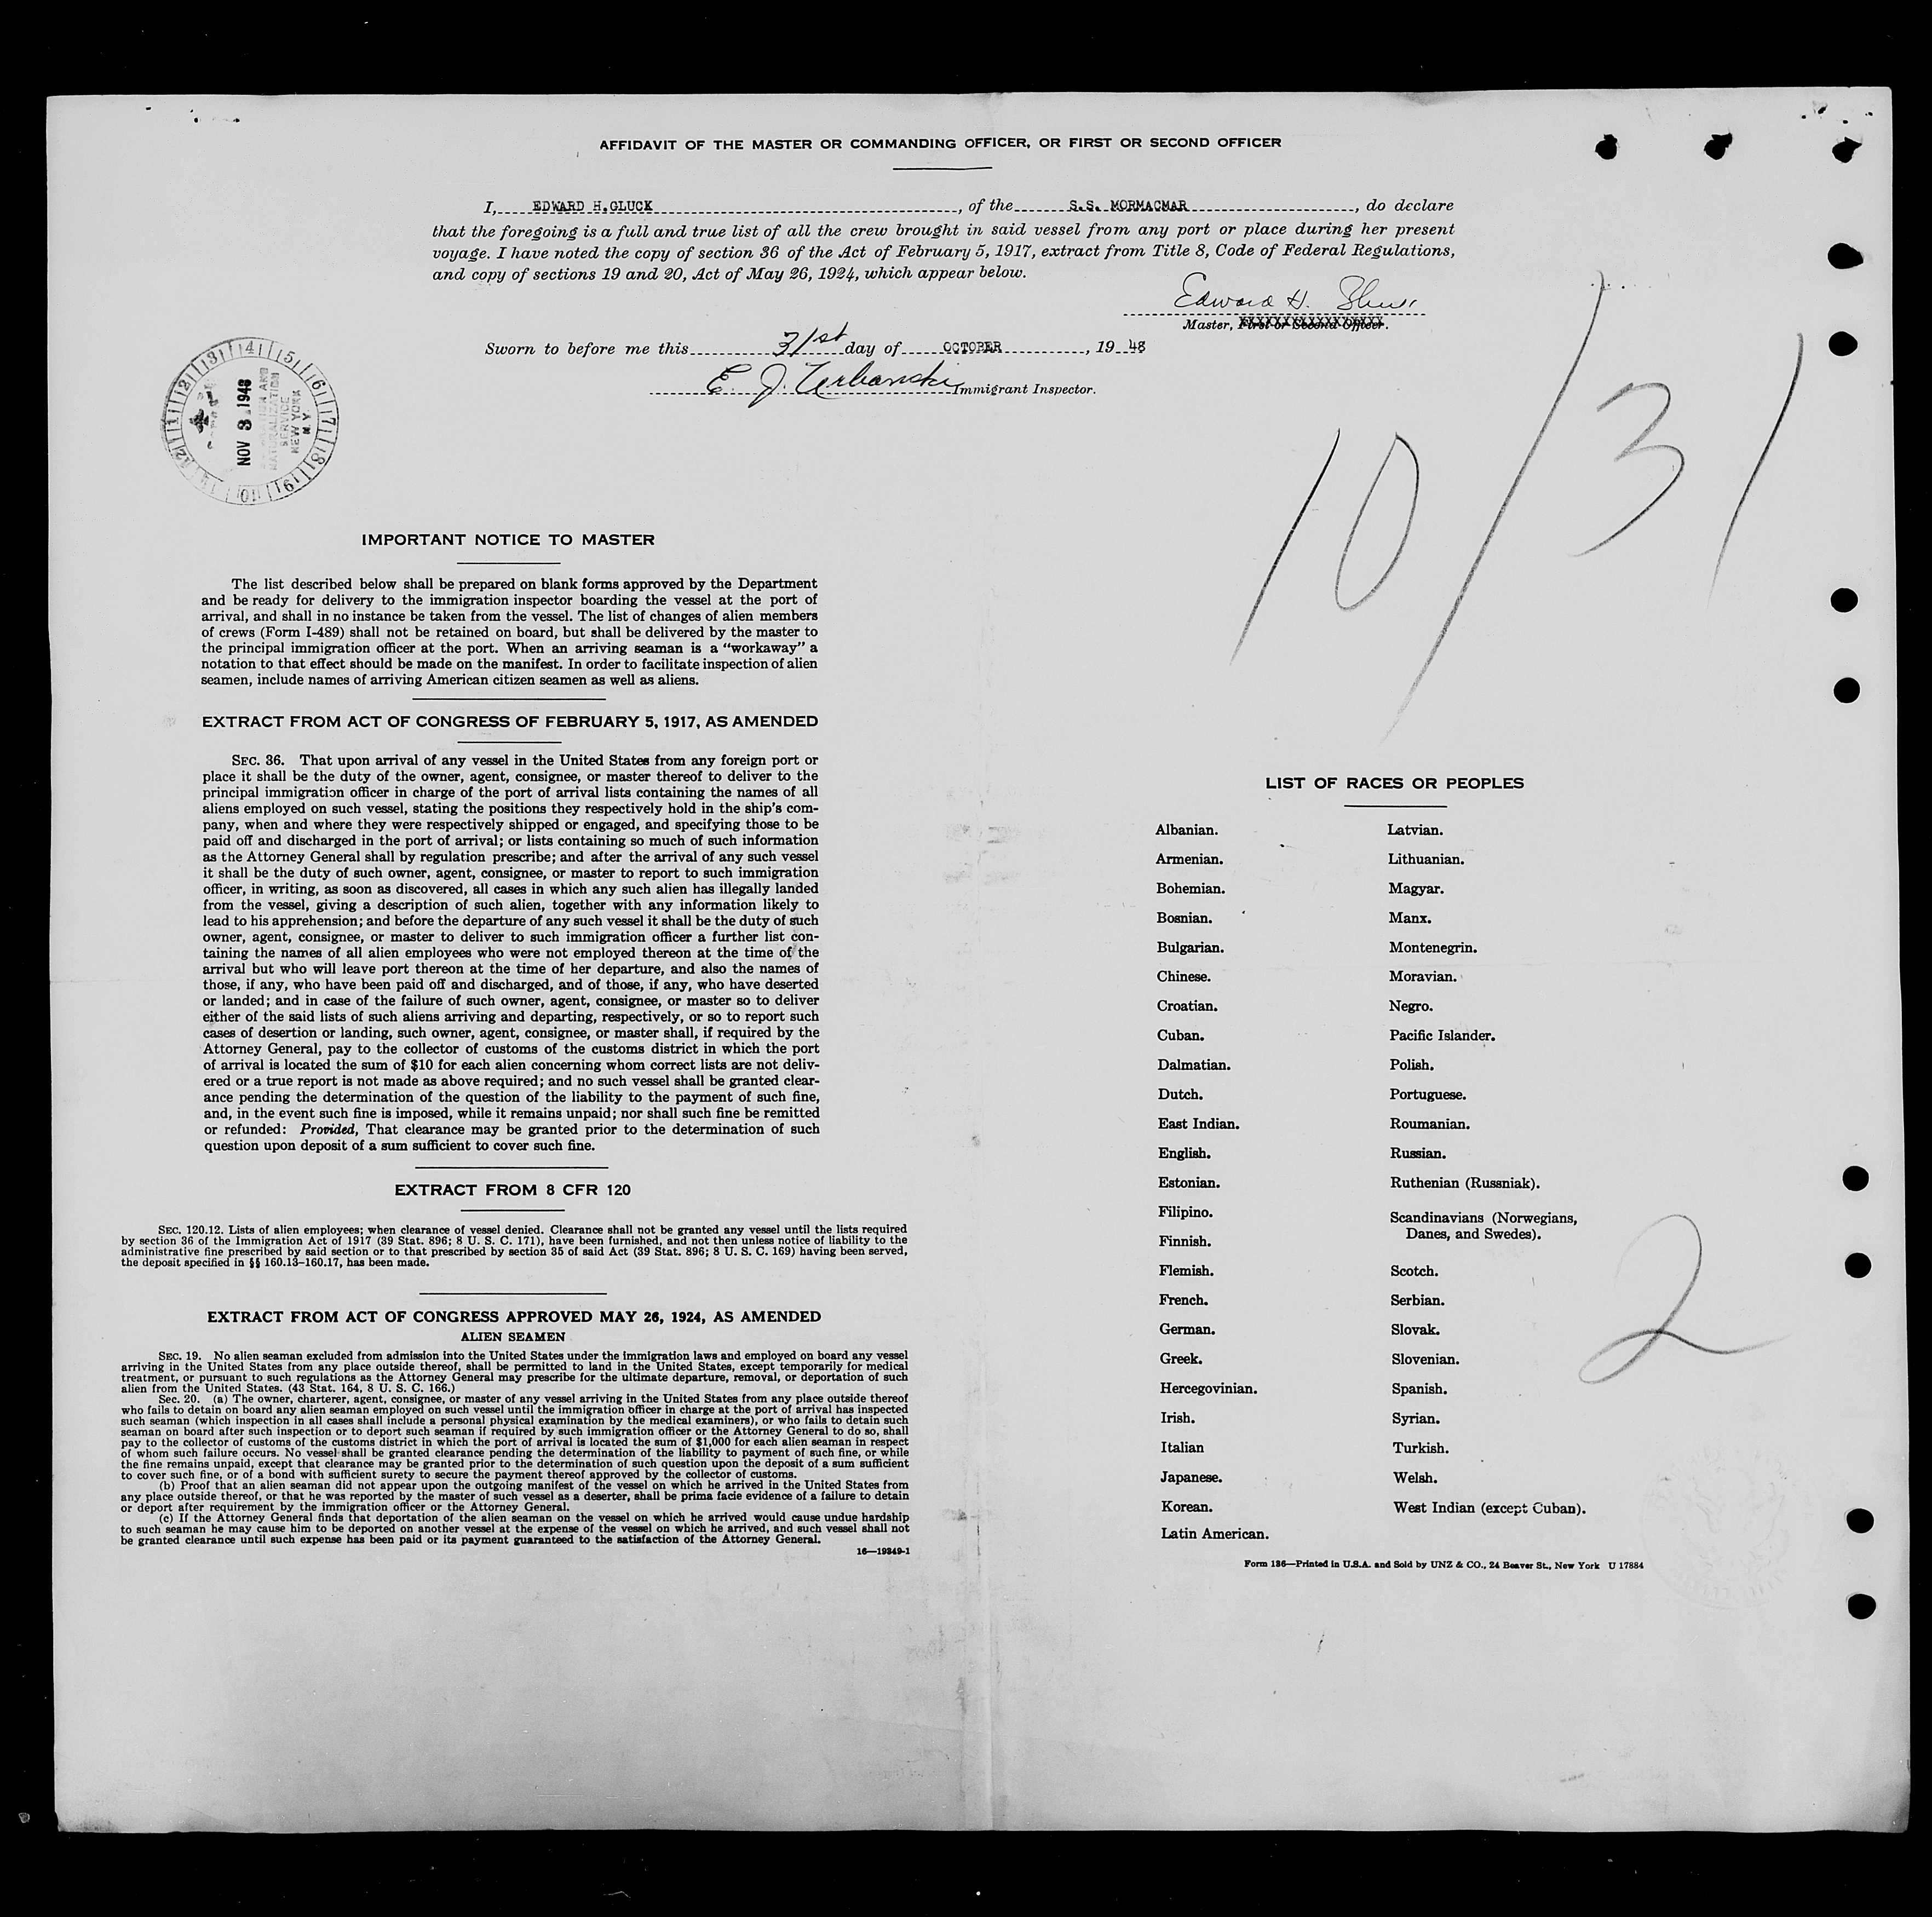 AFFIDAVIT OF THE MASTER OR COMMANDING OFFICER, OR FIRST OR SECOND OFFICER
I, EDWARD H.GLUCK, of the S.S. MORMACMAR, do declare
that the foregoing is a full and true list of all the crew brought in said vessel from any port or place during her present
voyage. I have noted the copy of section 36 of the Act of February 5, 1917, extract from Title 8, Code of Federal Regulations,
and copy of sections 19 and 20, Act of May 26, 1924, which appear below.
Edward H.
Master, First or Second Officer.
Sworn to before me this 31st day of OCTOBER, 19 48
E. J. Urbanski Immigrant Inspector.
NOV 3 1948
NATURALIZATION
SERVICE
NEW YORK
N.Y.
10/31
IMPORTANT NOTICE TO MASTER
The list described below shall be prepared on blank forms approved by the Department
and be ready for delivery to the immigration inspector boarding the vessel at the port of
arrival, and shall in no instance be taken from the vessel. The list of changes of alien members
of crews (Form I-489) shall not be retained on board, but shall be delivered by the master to
the principal immigration officer at the port. When an arriving seaman is a “workaway” a
notation to that effect should be made on the manifest. In order to facilitate inspection of alien
seamen, include names of arriving American citizen seamen as well as aliens.
EXTRACT FROM ACT OF CONGRESS OF FEBRUARY 5, 1917, AS AMENDED
SEC. 36. That upon arrival of any vessel in the United States from any foreign port or
place it shall be the duty of the owner, agent, consignee, or master thereof to deliver to the
principal immigration officer in charge of the port of arrival lists containing the names of all
aliens employed on such vessel, stating the positions they respectively hold in the ship's com-
pany, when and where they were respectively shipped or engaged, and specifying those to be
paid off and discharged in the port of arrival; or lists containing so much of such information
as the Attorney General shall by regulation prescribe; and after the arrival of any such vessel
it shall be the duty of such owner, agent, consignee, or master to report to such immigration
officer, in writing, as soon as discovered, all cases in which any such alien has illegally landed
from the vessel, giving a description of such alien, together with any information likely to
lead to his apprehension; and before the departure of any such vessel it shall be the duty of such
owner, agent, consignee, or master to deliver to such immigration officer a further list con-
taining the names of all alien employees who were not employed thereon at the time of the
arrival but who will leave port thereon at the time of her departure, and also the names of
those, if any, who have been paid off and discharged, and of those, if any, who have deserted
or landed; and in case of the failure of such owner, agent, consignee, or master so to deliver
either of the said lists of such aliens arriving and departing, respectively, or so to report such
cases of desertion or landing, such owner, agent, consignee, or master shall, if required by the
Attorney General, pay to the collector of customs of the customs district in which the port
of arrival is located the sum of $10 for each alien concerning whom correct lists are not deliv-
ered or a true report is not made as above required; and no such vessel shall be granted clear-
ance pending the determination of the question of the liability to the payment of such fine,
and, in the event such fine is imposed, while it remains unpaid; nor shall such fine be remitted
or refunded: Provided, That clearance may be granted prior to the determination of such
question upon deposit of a sum sufficient to cover such fine.
EXTRACT FROM 8 CFR 120
SEC. 120.12. Lists of alien employees; when clearance of vessel denied. Clearance shall not be granted any vessel until the lists required
by section 36 of the Immigration Act of 1917 (39 Stat. 896; 8 U. S. C. 171), have been furnished, and not then unless notice of liability to the
administrative fine prescribed by said section or to that prescribed by section 35 of said Act (39 Stat. 896; 8 U. S. C. 169) having been served,
the deposit specified in §§ 160.13–160.17, has been made.
EXTRACT FROM ACT OF CONGRESS APPROVED MAY 26, 1924, AS AMENDED
ALIEN SEAMEN
SEC. 19. No alien seaman excluded from admission into the United States under the immigration laws and employed on board any vessel
arriving in the United States from any place outside thereof, shall be permitted to land in the United States, except temporarily for medical
treatment, or pursuant to such regulations as the Attorney General may prescribe for the ultimate departure, removal, or deportation of such
alien from the United States. (43 Stat. 164, 8 U. S. C. 166.)
Sec. 20. (a) The owner, charterer, agent, consignee, or master of any vessel arriving in the United States from any place outside thereof
who fails to detain on board any alien seaman employed on such vessel until the immigration officer in charge at the port of arrival has inspected
such seaman (which inspection in all cases shall include a personal physical examination by the medical examiners), or who fails to detain such
seaman on board after such inspection or to deport such seaman if required by such immigration officer or the Attorney General to do so, shall
pay to the collector of customs of the customs district in which the port of arrival is located the sum of $1,000 for each alien seaman in respect
of whom such failure occurs. No vessel shall be granted clearance pending the determination of the liability to payment of such fine, or while
the fine remains unpaid, except that clearance may be granted prior to the determination of such question upon the deposit of a sum sufficient
to cover such fine, or of a bond with sufficient surety to secure the payment thereof approved by the collector of customs.
(b) Proof that an alien seaman did not appear upon the outgoing manifest of the vessel on which he arrived in the United States from
any place outside thereof, or that he was reported by the master of such vessel as a deserter, shall be prima facie evidence of a failure to detain
or deport after requirement by the immigration officer or the Attorney General.
(c) If the Attorney General finds that deportation of the alien seaman on the vessel on which he arrived would cause undue hardship
to such seaman he may cause him to be deported on another vessel at the expense of the vessel on which he arrived, and such vessel shall not
be granted clearance until such expense has been paid or its payment guaranteed to the satisfaction of the Attorney General.
16—19349-1
LIST OF RACES OR PEOPLES
Albanian.
Armenian.
Bohemian.
Bosnian.
Bulgarian.
Chinese.
Croatian.
Cuban.
Dalmatian.
Dutch.
East Indian.
English.
Estonian.
Filipino.
Finnish.
Flemish.
French.
German.
Greek.
Hercegovinian.
Irish.
Italian
Japanese.
Korean.
Latin American.
Latvian.
Lithuanian.
Magyar.
Manx.
Montenegrin.
Moravian.
Negro.
Pacific Islander.
Polish.
Portuguese.
Roumanian.
Russian.
Ruthenian (Russniak).
Scandinavians (Norwegians,
Danes, and Swedes).
Scotch.
Serbian.
Slovak.
Slovenian.
Spanish.
Syrian.
Turkish.
Welsh.
West Indian (except Cuban).
2
Form 136—Printed in U.S.A. and Sold by UNZ & CO., 24 Beaver St., New York U 17884